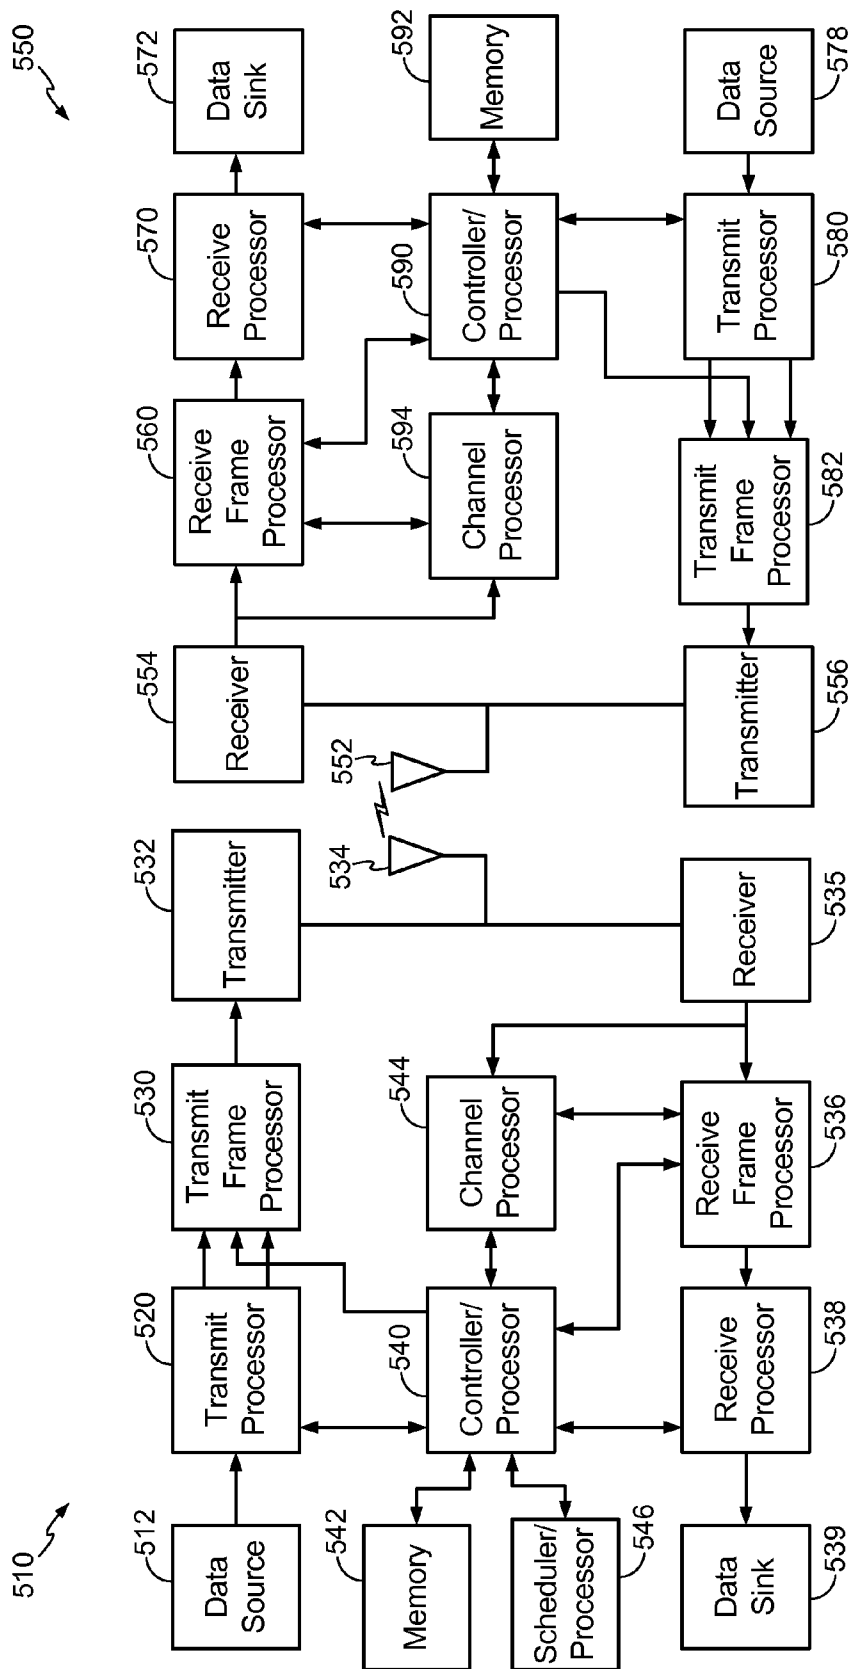 510
550
512
Data
Source
520
Transmit
Processor
530
Transmit
Frame
Processor
532
Transmitter
554
Receiver
560
Receive
Frame
Processor
570
Receive
Processor
572
Data
Sink
542
Memory
540
Controller/
Processor
544
Channel
Processor
534
552
594
Channel
Processor
590
Controller/
Processor
592
Memory
Scheduler/
Processor
546
Data
Sink
539
Receive
Processor
538
Receive
Frame
Processor
536
Receiver
535
Transmitter
556
Transmit
Frame
Processor
582
Transmit
Processor
580
Data
Source
578